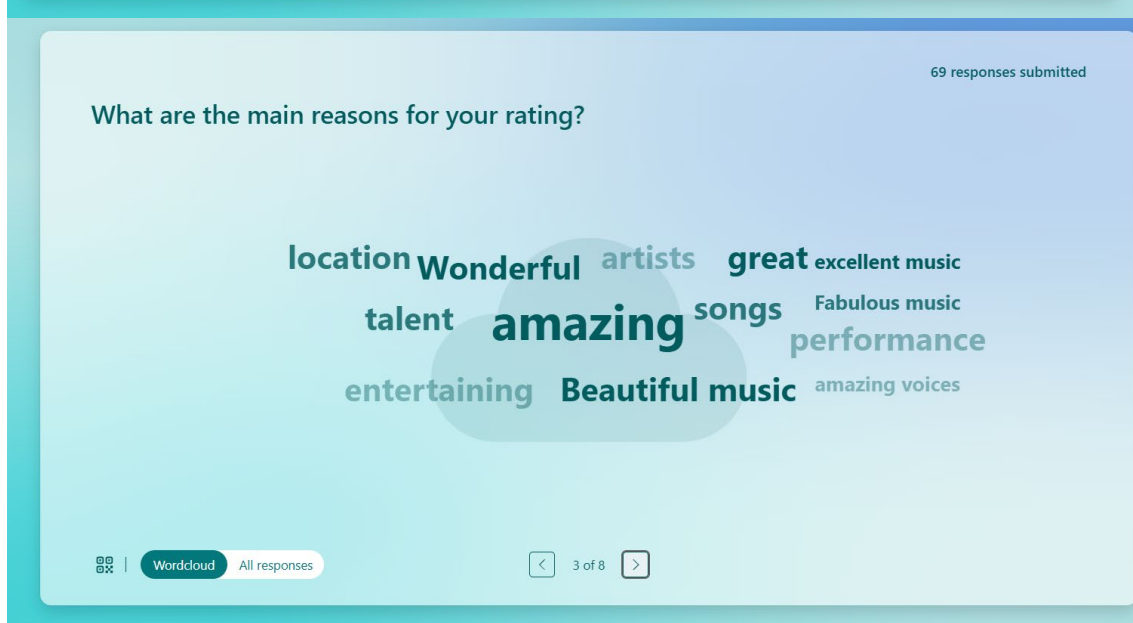 69 responses submitted
What are the main reasons for your rating?
location Wonderful artists great excellent music
talent amazing songs Fabulous music
performance
entertaining Beautiful music amazing voices
Wordcloud All responses 3 of 8